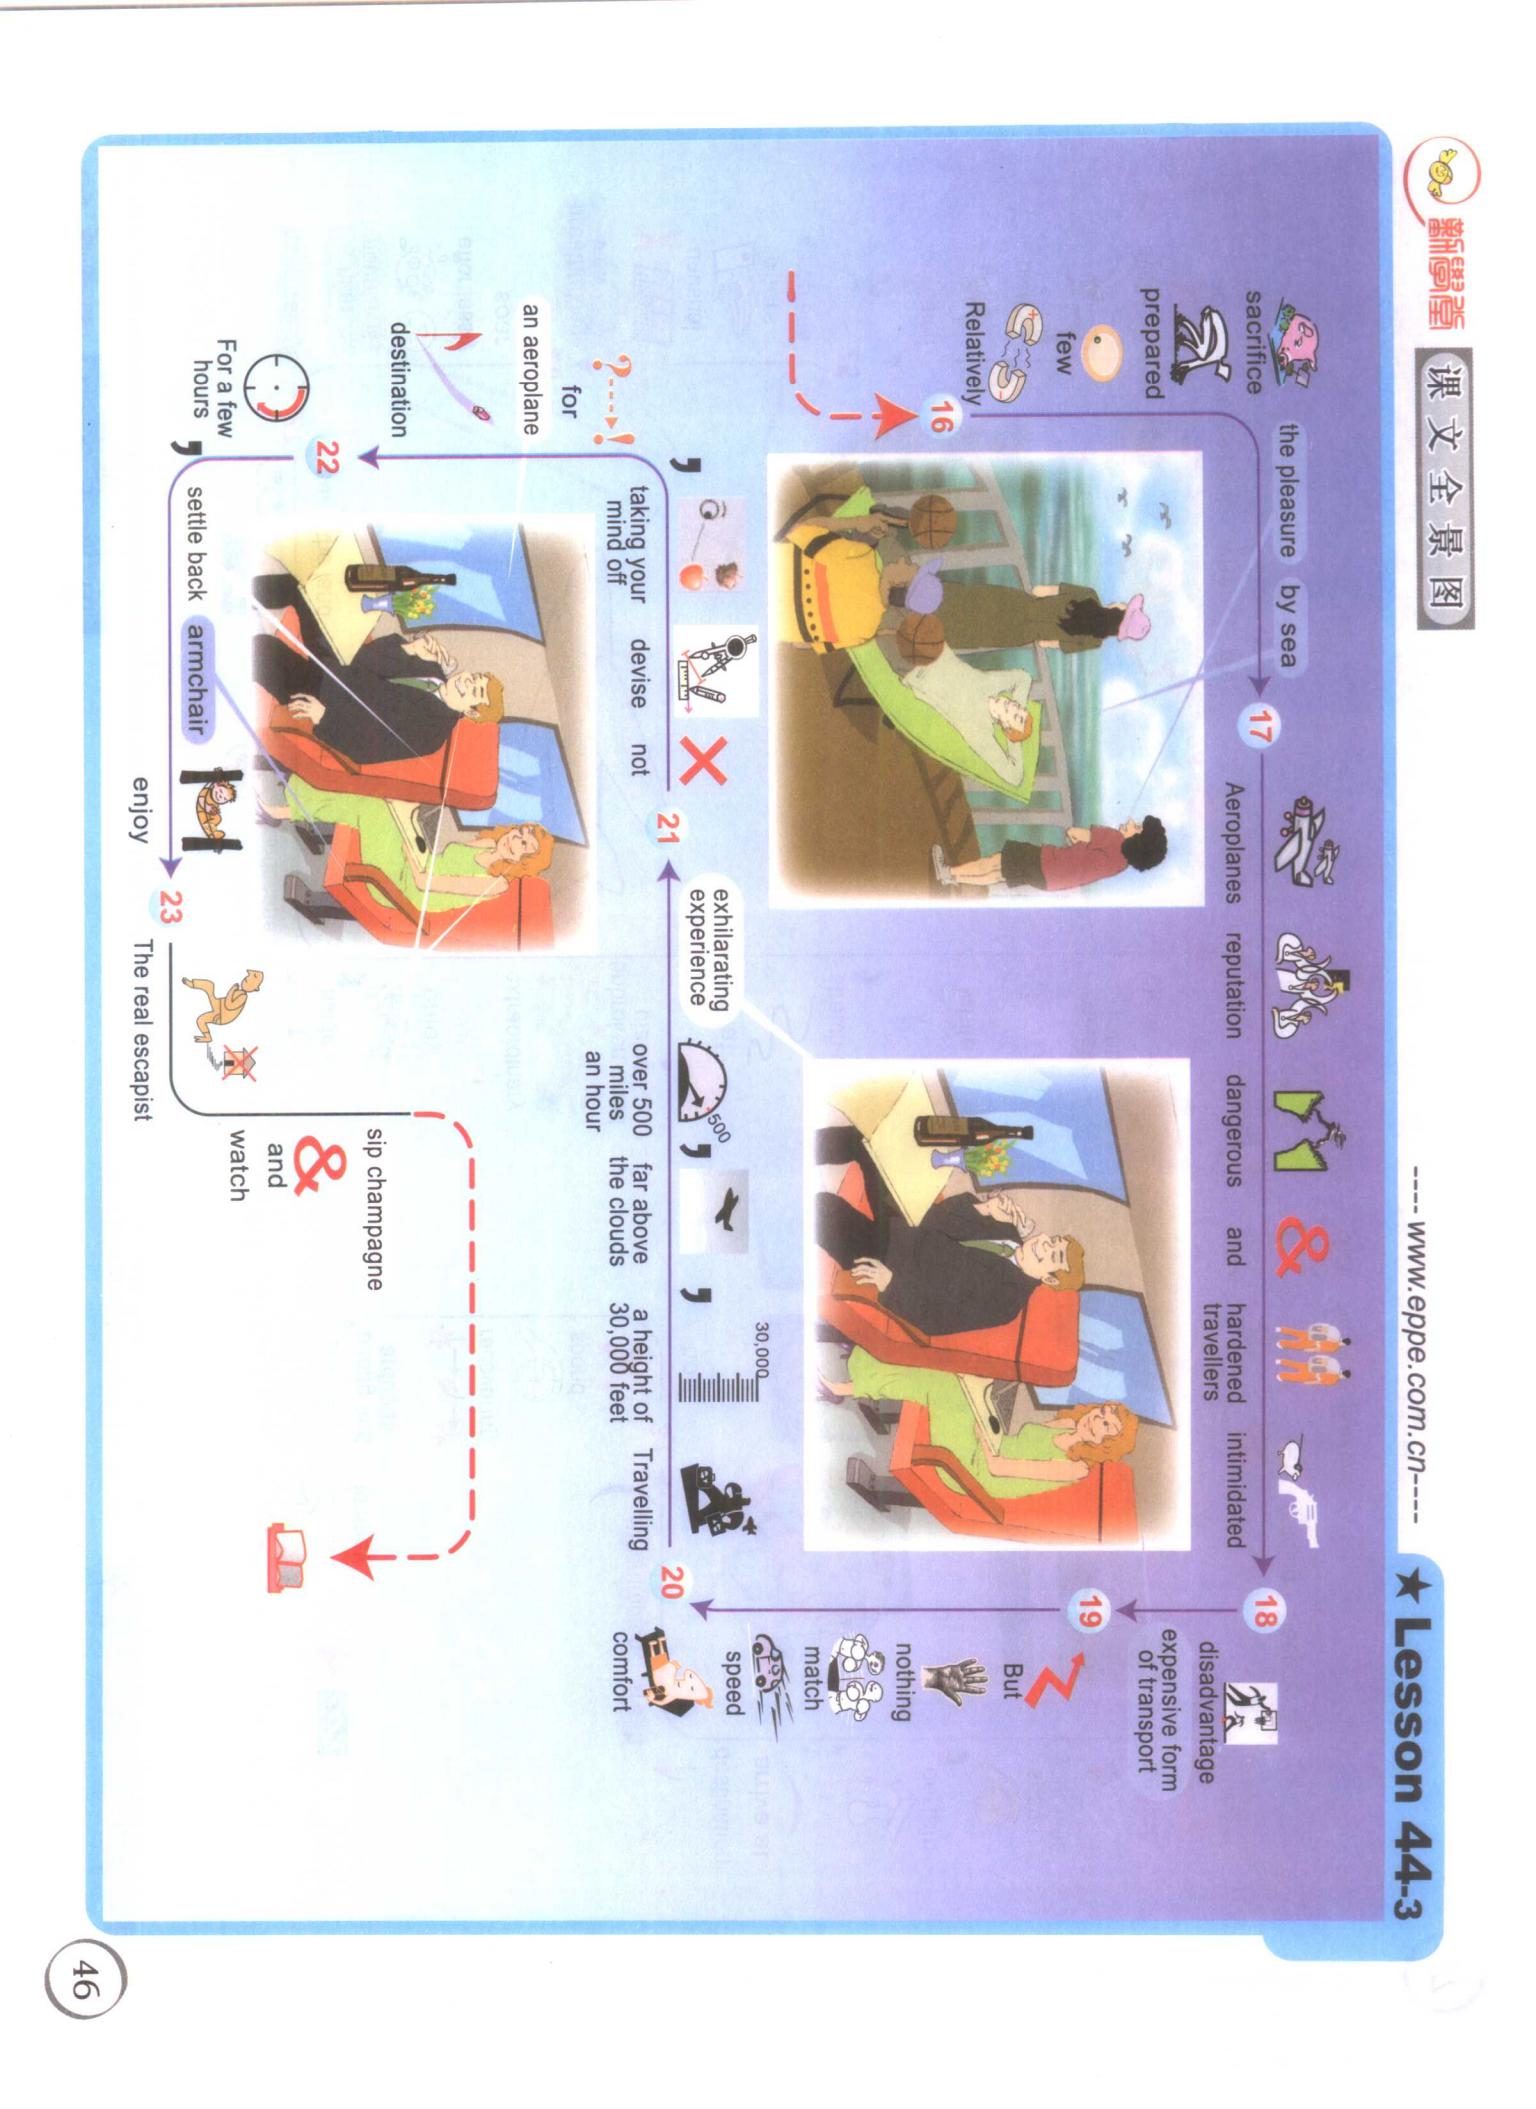 新學堂
课文全景图
---- www.eppe.com.cn----
★ Lesson 44-3
sacrifice
prepared
few
Relatively
16
the pleasure
by sea
17
Aeroplanes
reputation
dangerous
&
and
hardened
travellers
intimidated
18
disadvantage
expensive form
of transport
19
But
nothing
match
speed
comfort
20
Travelling
30,000
a height of
30,000 feet
,
far above
the clouds
,
500
over 500
miles
an hour
exhilarating
experience
21
not
devise
taking your
mind off
,
?---!
for
an aeroplane
destination
22
For a few
hours
,
settle back
armchair
enjoy
23
The real escapist
sip champagne
&
and
watch
46